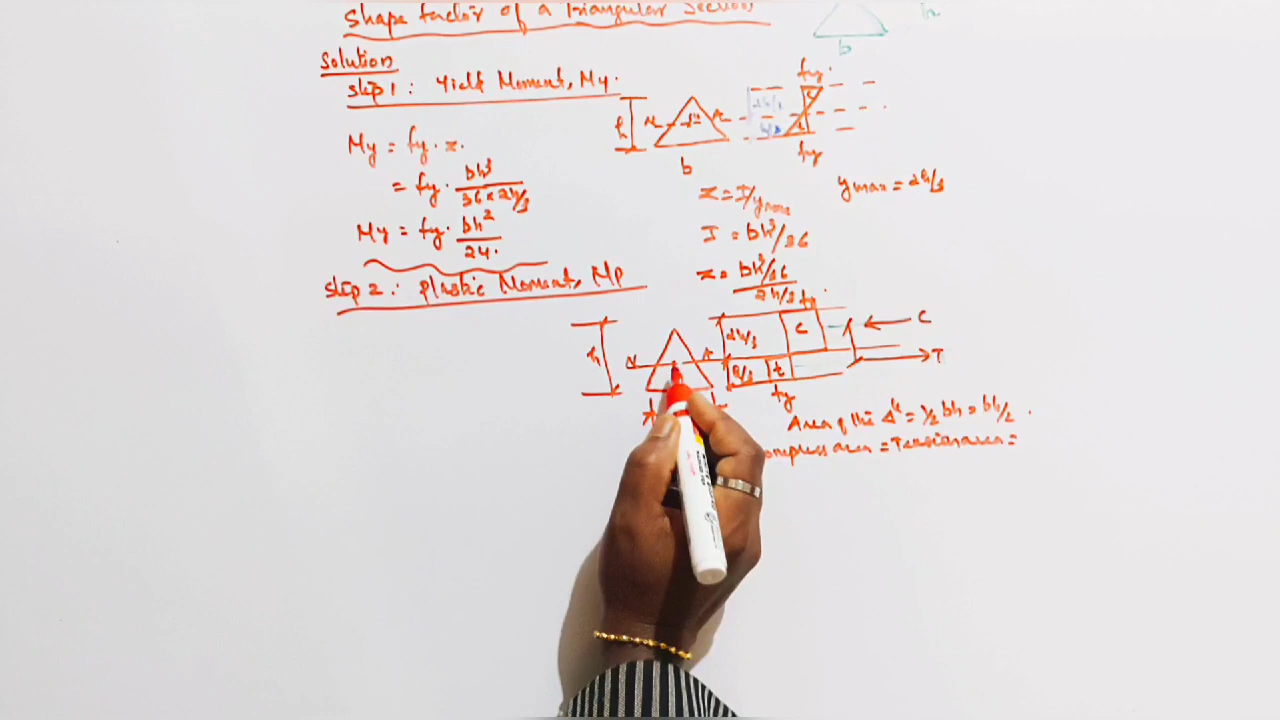 Shape factor of a Triangular Section
b
h
Solution
Step 1 : Yield Moment, My.
My = fy · z.
= fy · bh³ / 36 × 2h/3
My = fy · bh² / 24.
h
N
A
b
fy
2h/3
h/3
c
t
fy
ymax = 2h/3
z = I/ymax
I = bh³/36
z = bh³/36 / 2h/3
Step 2 : Plastic Moment, Mp
h
N
A
2h/3
h/3
fy
c
t
fy
C
T
Area of the Δle = 1/2 bh = bh/2 .
ompress area = Tension area =